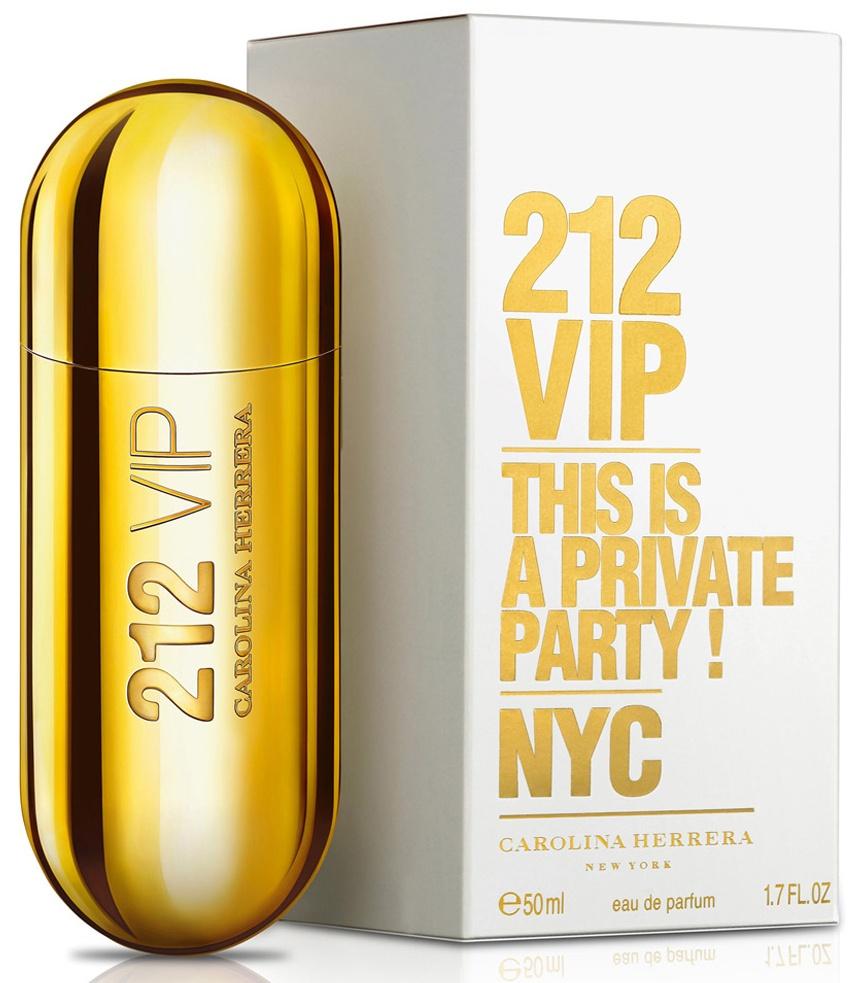 212 VIP
CAROLINA HERRERA
212
VIP
THIS IS
A PRIVATE
PARTY !
NYC
CAROLINA HERRERA
NEW YORK
℮50ml eau de parfum 1.7 FL.OZ